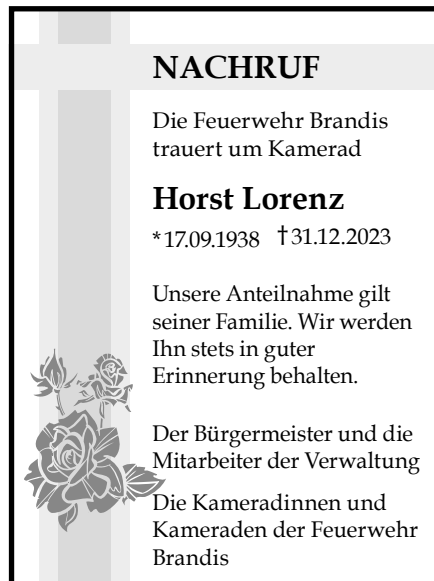 NACHRUF
Die Feuerwehr Brandis
trauert um Kamerad
Horst Lorenz
* 17.09.1938 † 31.12.2023
Unsere Anteilnahme gilt
seiner Familie. Wir werden
Ihn stets in guter
Erinnerung behalten.
Der Bürgermeister und die
Mitarbeiter der Verwaltung
Die Kameradinnen und
Kameraden der Feuerwehr
Brandis